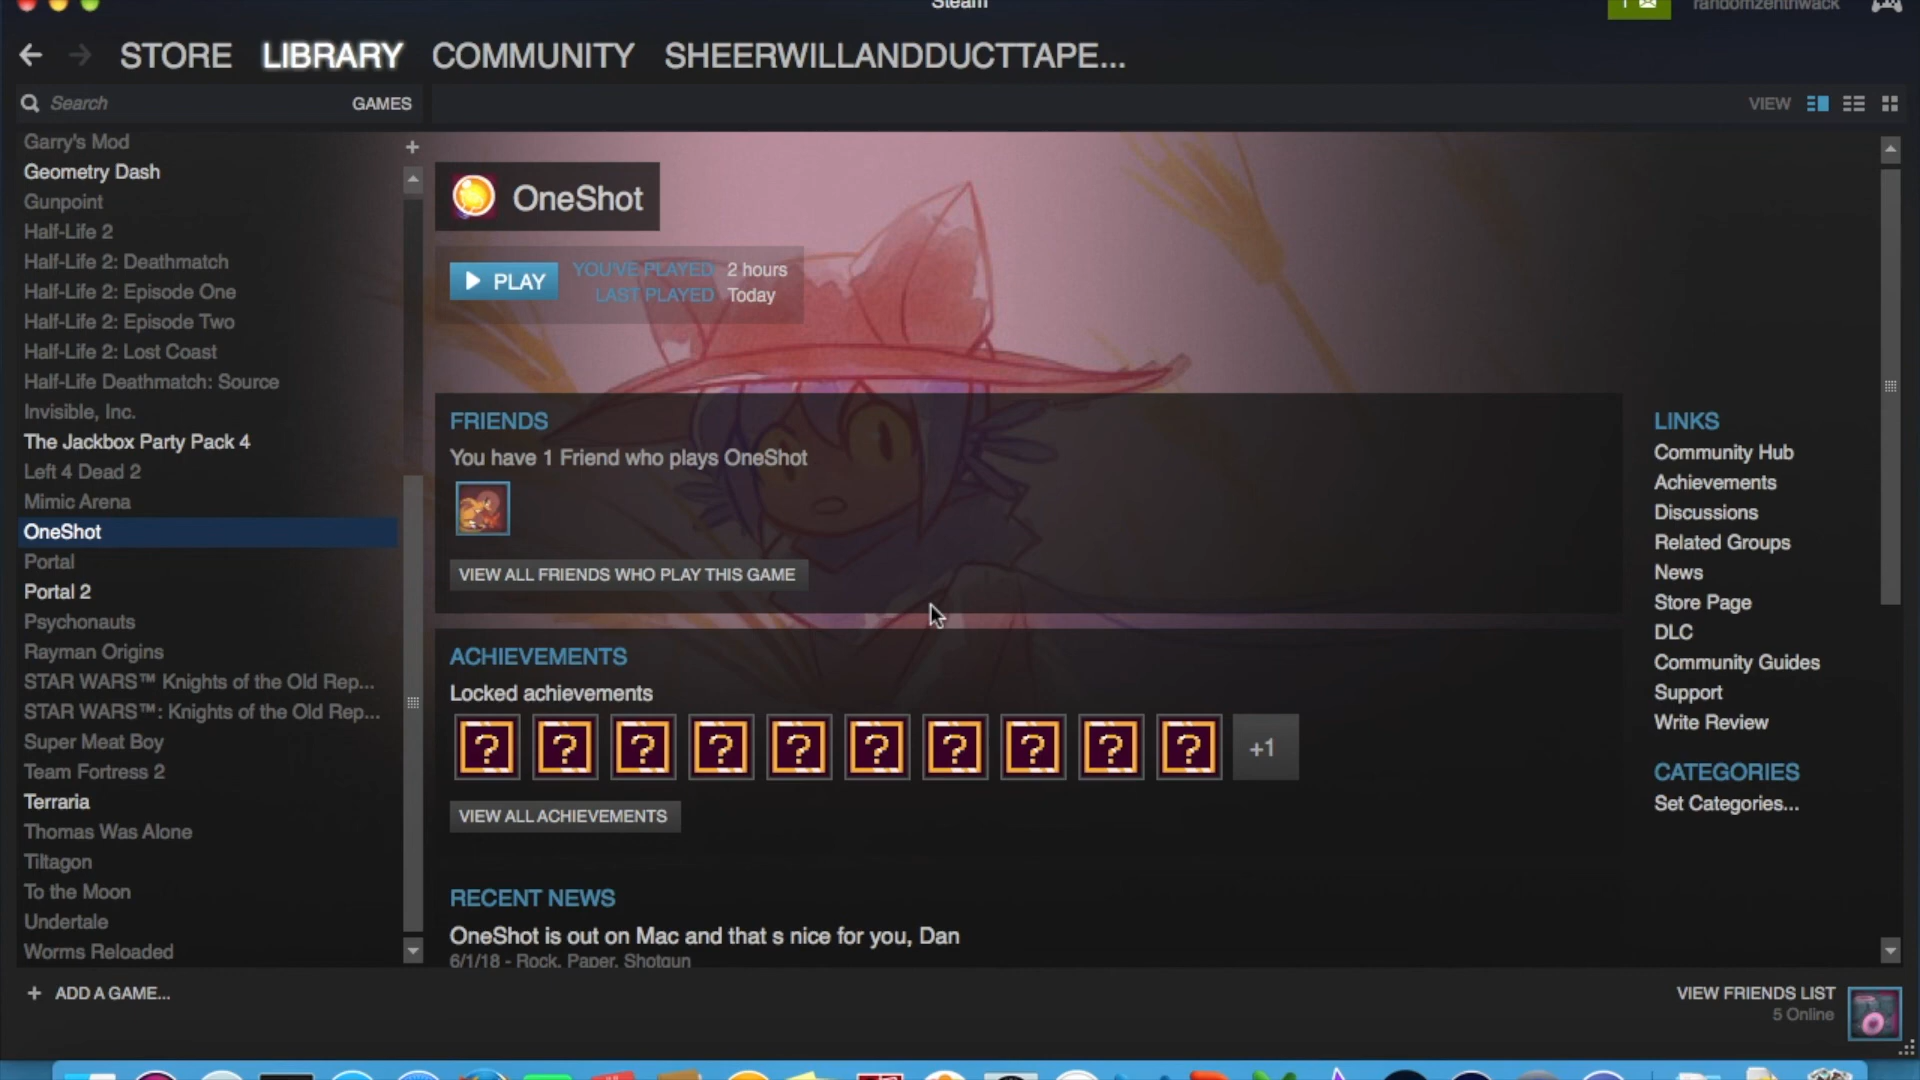 Steam
randomzenthwack
STORE LIBRARY COMMUNITY SHEERWILLANDDUCTTAPE...
Search GAMES VIEW
Garry's Mod
Geometry Dash
Gunpoint
Half-Life 2
Half-Life 2: Deathmatch
Half-Life 2: Episode One
Half-Life 2: Episode Two
Half-Life 2: Lost Coast
Half-Life Deathmatch: Source
Invisible, Inc.
The Jackbox Party Pack 4
Left 4 Dead 2
Mimic Arena
OneShot
Portal
Portal 2
Psychonauts
Rayman Origins
STAR WARS™ Knights of the Old Rep...
STAR WARS™: Knights of the Old Rep...
Super Meat Boy
Team Fortress 2
Terraria
Thomas Was Alone
Tiltagon
To the Moon
Undertale
Worms Reloaded
+ ADD A GAME...
OneShot
PLAY
YOU'VE PLAYED 2 hours
LAST PLAYED Today
FRIENDS
You have 1 Friend who plays OneShot
VIEW ALL FRIENDS WHO PLAY THIS GAME
ACHIEVEMENTS
Locked achievements
? ? ? ? ? ? ? ? ? ? +1
VIEW ALL ACHIEVEMENTS
RECENT NEWS
OneShot is out on Mac and that s nice for you, Dan
6/1/18 - Rock, Paper, Shotgun
LINKS
Community Hub
Achievements
Discussions
Related Groups
News
Store Page
DLC
Community Guides
Support
Write Review
CATEGORIES
Set Categories...
VIEW FRIENDS LIST
5 Online